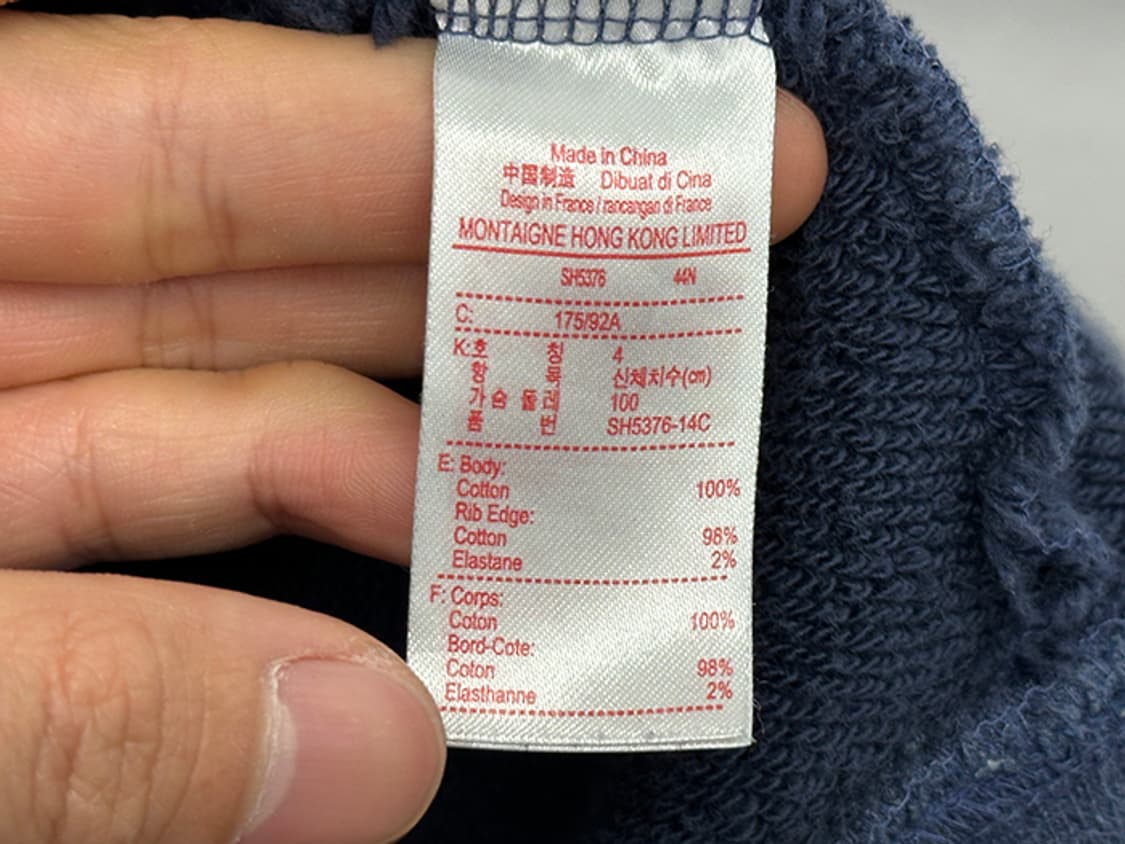 Made in China
中国制造 Dibuat di Cina
Design in France / rancangan di France
MONTAIGNE HONG KONG LIMITED
SH5376 44N
C: 175/92A
K:호 칭 4
항 목 신체치수(㎝)
가슴 둘레 100
품 번 SH5376-14C
E: Body:
Cotton 100%
Rib Edge:
Cotton 98%
Elastane 2%
F: Corps:
Coton 100%
Bord-Cote:
Coton 98%
Elasthanne 2%